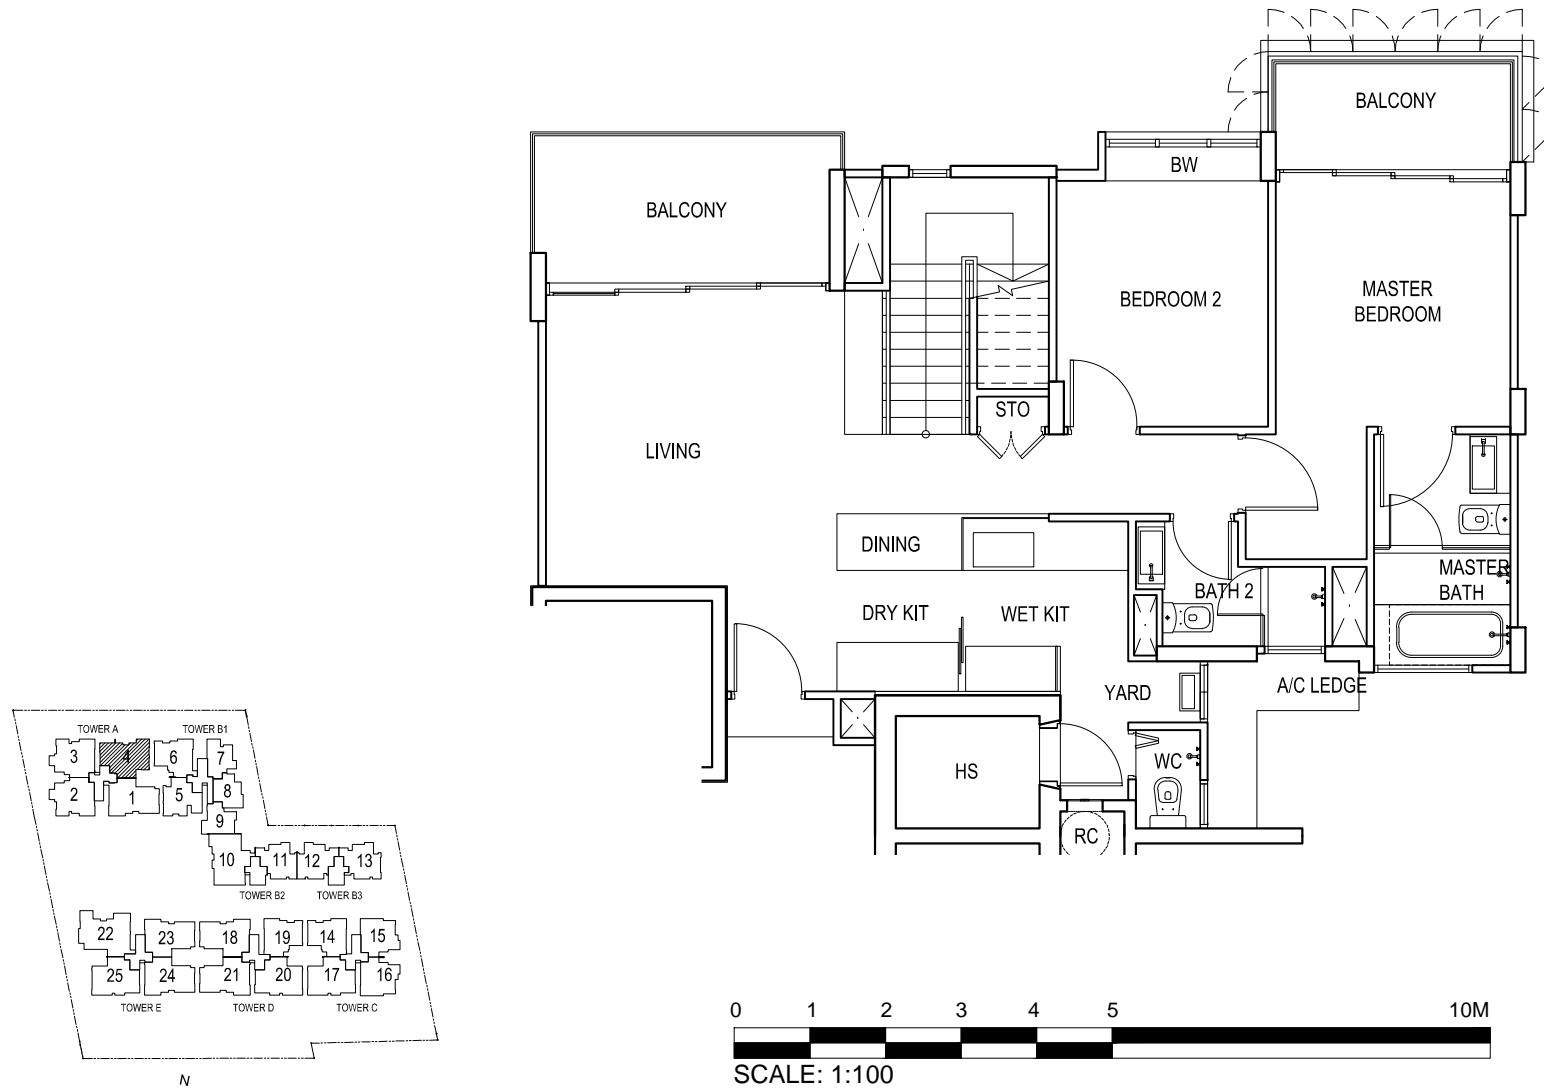 BALCONY
BW
BALCONY
BEDROOM 2
MASTER
BEDROOM
STO
LIVING
DINING
MASTER
BATH
BATH 2
DRY KIT
WET KIT
YARD
A/C LEDGE
HS
WC
RC
TOWER A
TOWER B1
3
4
6
7
2
1
5
8
9
10
11
12
13
TOWER B2
TOWER B3
22
23
18
19
14
15
25
24
21
20
17
16
TOWER E
TOWER D
TOWER C
N
0 1 2 3 4 5 10M
SCALE: 1:100